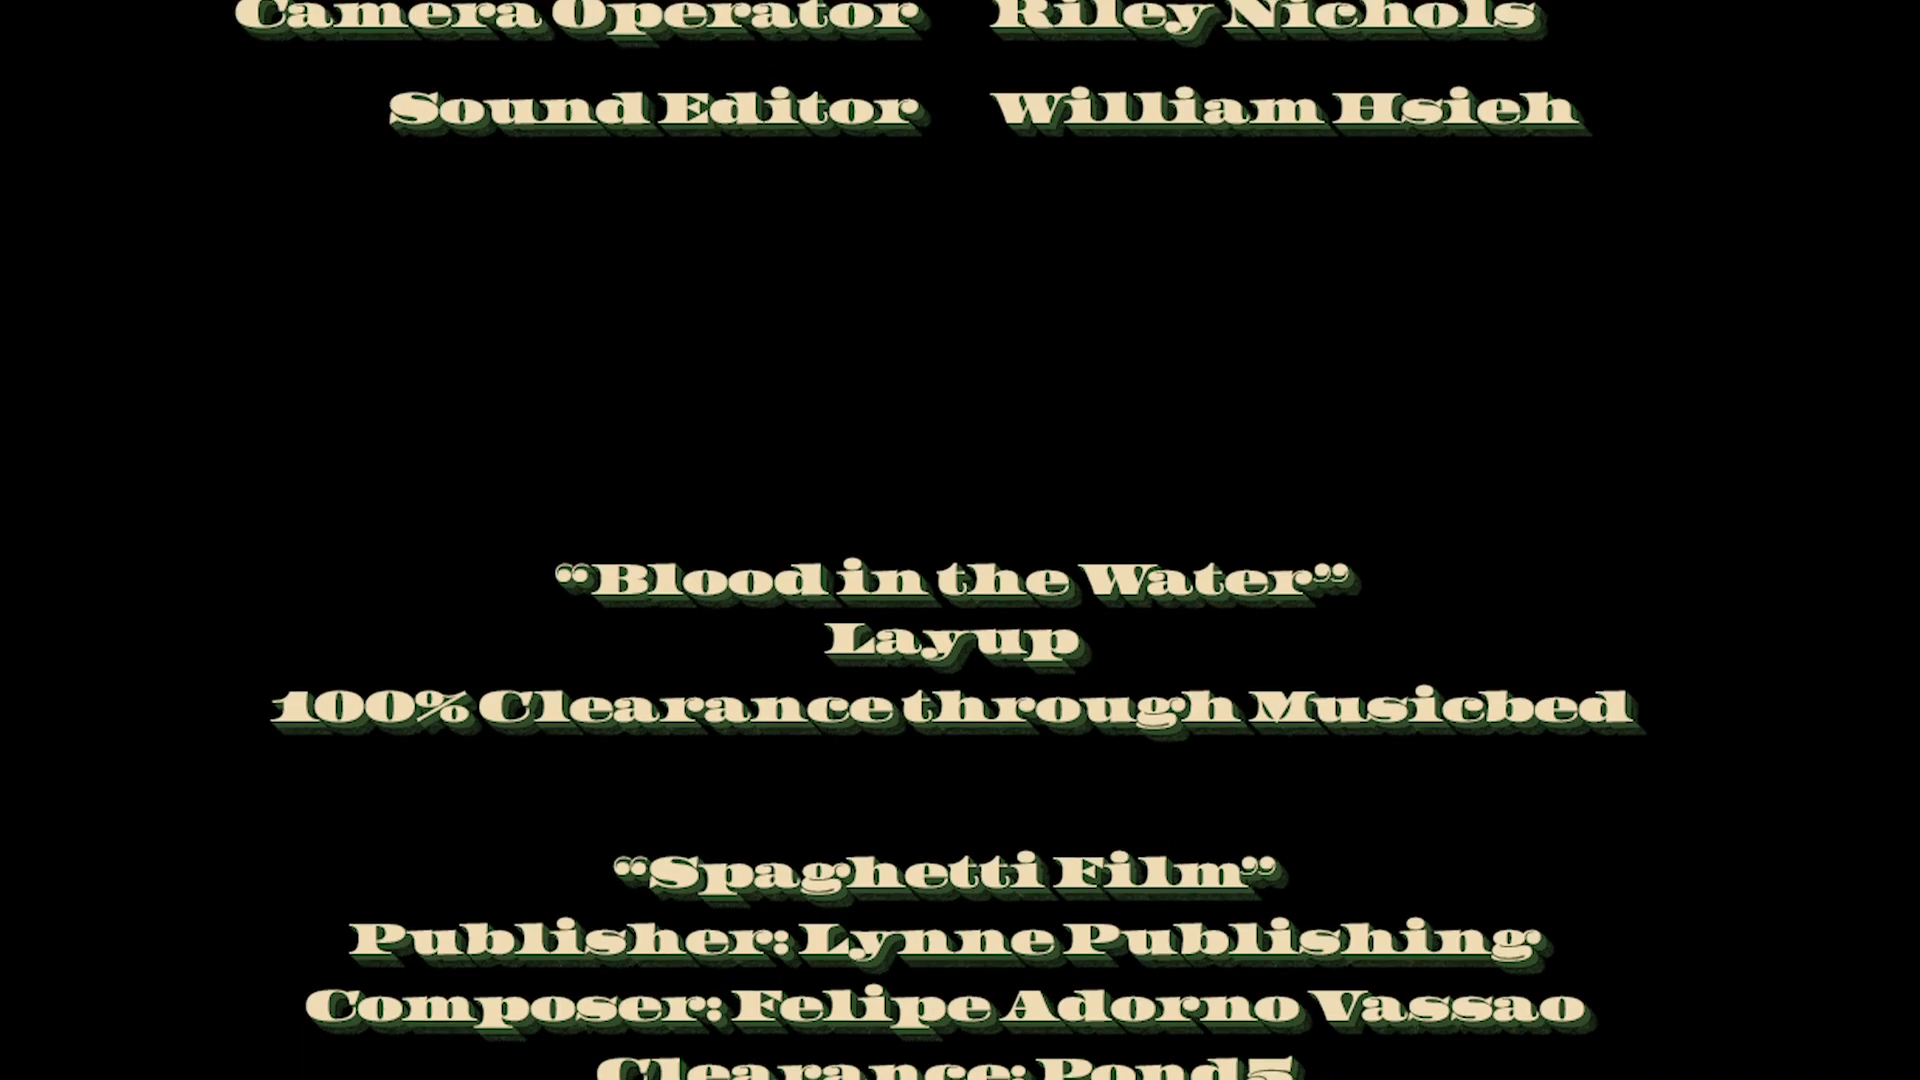 Camera Operator Riley Nichols
Sound Editor William Hsieh
“Blood in the Water”
Layup
100% Clearance through Musicbed
“Spaghetti Film”
Publisher: Lynne Publishing
Composer: Felipe Adorno Vassao
Clearance: Pond5